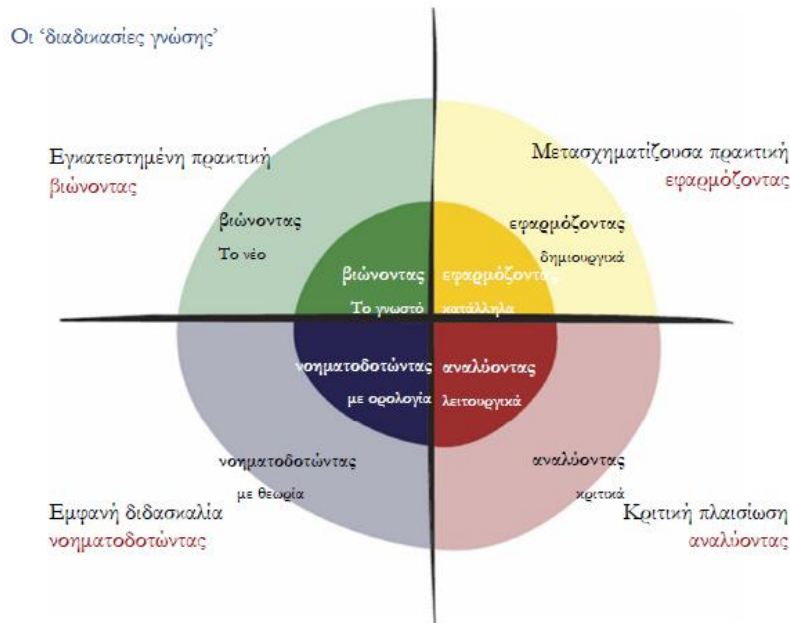 Οι ‘διαδικασίες γνώσης’
Εγκατεστημένη πρακτική
βιώνοντας
Μετασχηματίζουσα πρακτική
εφαρμόζοντας
βιώνοντας
Το νέο
εφαρμόζοντας
δημιουργικά
βιώνοντας
Το γνωστό
εφαρμόζοντας
κατάλληλα
νοηματοδοτώντας
με ορολογία
αναλύοντας
λειτουργικά
νοηματοδοτώντας
με θεωρία
αναλύοντας
κριτικά
Εμφανή διδασκαλία
νοηματοδοτώντας
Κριτική πλαισίωση
αναλύοντας